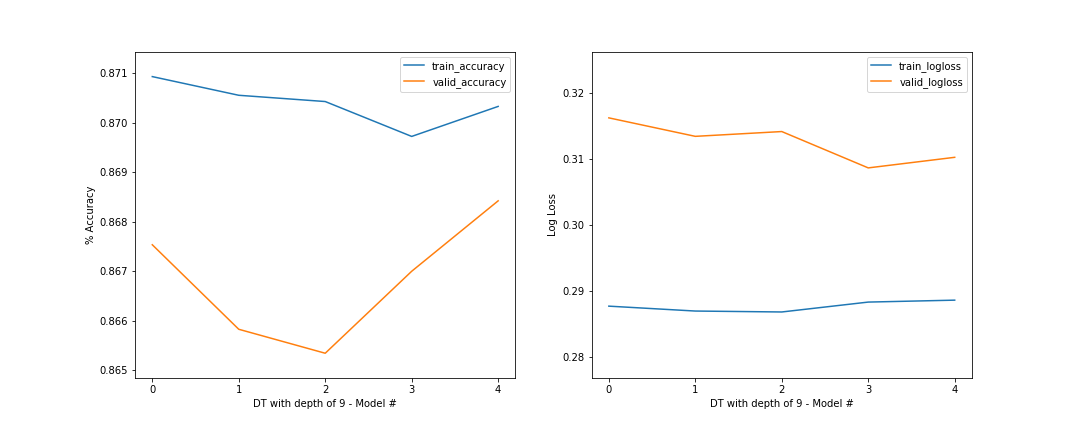 % Accuracy
0.871
0.870
0.869
0.868
0.867
0.866
0.865
train_accuracy
valid_accuracy
0 1 2 3 4
DT with depth of 9 - Model #
Log Loss
0.32
0.31
0.30
0.29
0.28
train_logloss
valid_logloss
0 1 2 3 4
DT with depth of 9 - Model #